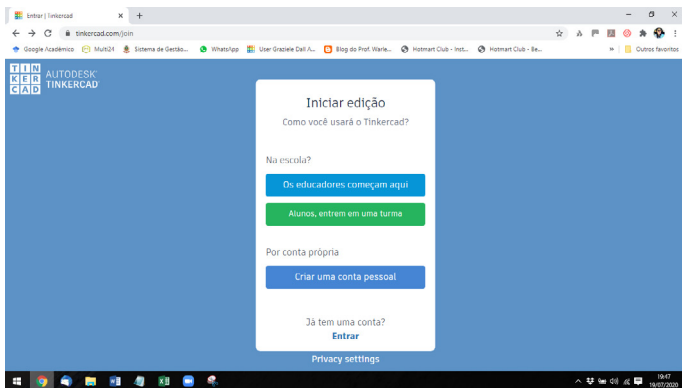 Entrar | Tinkercad
tinkercad.com/join
Google Acadêmico Multi24 Sistema de Gestão... WhatsApp User Graziele Dall A... Blog do Prof. Warle... Hotmart Club - Inst... Hotmart Club - Be... » Outros favoritos
TIN
KER
CAD
AUTODESK®
TINKERCAD®
Iniciar edição
Como você usará o Tinkercad?
Na escola?
Os educadores começam aqui
Alunos, entrem em uma turma
Por conta própria
Criar uma conta pessoal
Já tem uma conta?
Entrar
Privacy settings
19:47
19/07/2020